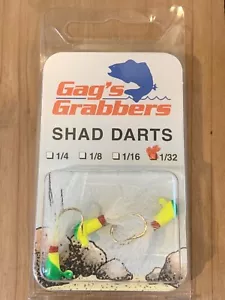 Gag's
Grabbers
SHAD DARTS
1/4 1/8 1/16 1/32